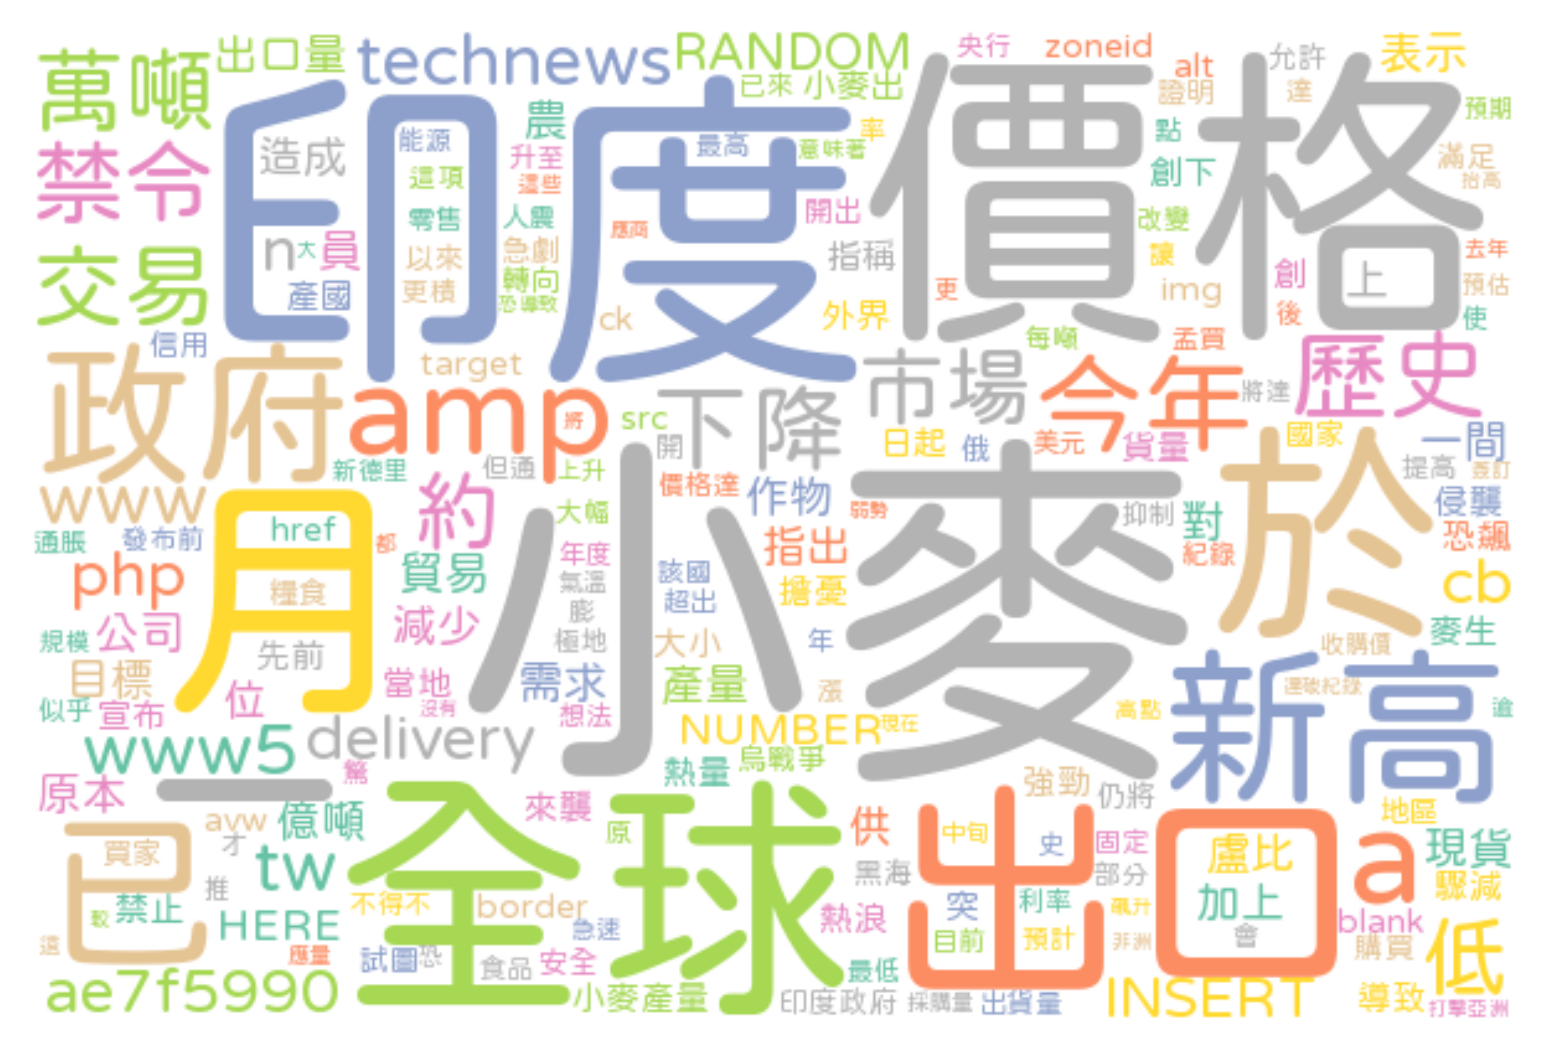 萬噸
出口量
technews
RANDOM
央行
zoneid
alt
允許
表示
已來
小麥出
證明
達
預期
禁令
印度
價格
造成
能源
農
最高
率
意味著
點
滿足
抬高
升至
這項
這些
創下
零售
人震
應商
開出
改變
交易
n
大
員
以來
急劇
指稱
讓
去年
產國
更積
轉向
恐導致
更
img
創
上
預估
ck
外界
後
使
信用
target
每噸
孟買
政府
amp
將
src
下降
市場
今年
將達
歷史
日起
俄
美元
貨量
國家
一間
開
新德里
但通
上升
提高
簽訂
www
約
價格達
作物
弱勢
抑制
對
於
侵襲
月
href
大幅
小麥
通脹
發布前
都
貿易
年度
指出
紀錄
恐飆
php
糧食
氣溫
該國
擔憂
cb
膨
超出
規模
公司
減少
極地
大小
年
麥生
先前
收購價
目標
當地
需求
產量
漲
新高
連破紀錄
似乎
宣布
位
沒有
想法
高點
逾
www5
delivery
NUMBER
現在
驚
熱量
烏戰爭
原本
一
強勁
仍將
來襲
地區
avw
億噸
全球
原
供
出口
中旬
史
固定
盧比
a
現貨
已
買家
才
tw
黑海
部分
驟減
推
較
禁止
HERE
不得不
border
熱浪
突
利率
飆升
加上
blank
低
急速
會
這
應量
試圖
恐
食品
安全
最低
目前
預計
非洲
購買
ae7f5990
小麥產量
印度政府
採購量
出貨量
INSERT
導致
打擊亞洲